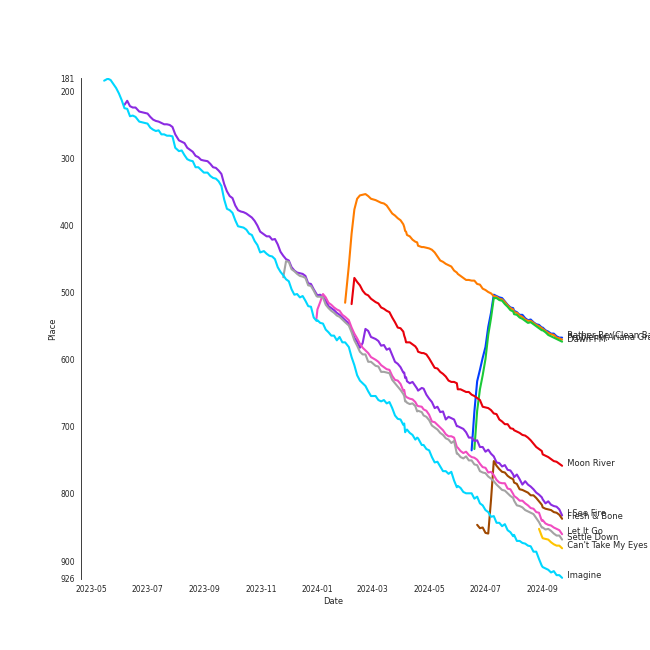 181
200
300
400
500
600
700
800
900
926
Place
2023-05
2023-07
2023-09
2023-11
2024-01
2024-03
2024-05
2024-07
2024-09
Date
Dawn FM
Moon River
I See Fire
Flesh & Bone
Let It Go
Settle Down
Can't Take My Eyes
Imagine